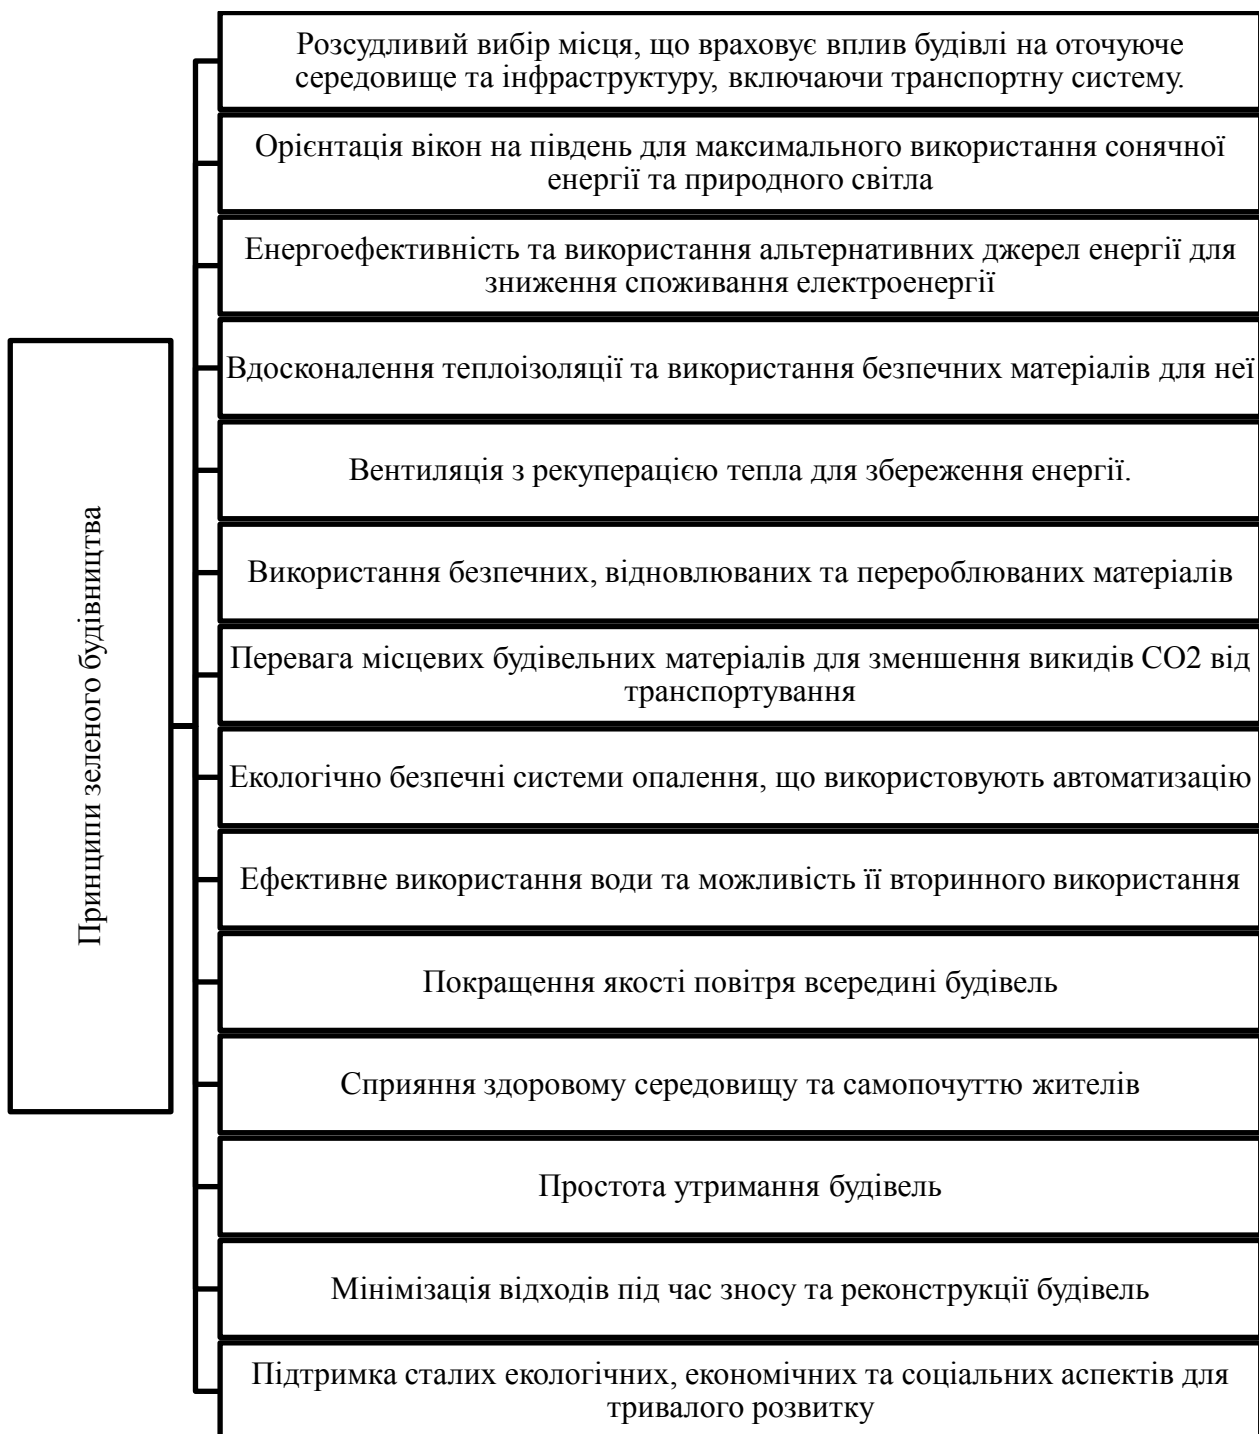 Принципи зеленого будівництва
Розсудливий вибір місця, що враховує вплив будівлі на оточуюче
середовище та інфраструктуру, включаючи транспортну систему.
Орієнтація вікон на південь для максимального використання сонячної
енергії та природного світла
Енергоефективність та використання альтернативних джерел енергії для
зниження споживання електроенергії
Вдосконалення теплоізоляції та використання безпечних матеріалів для неї
Вентиляція з рекуперацією тепла для збереження енергії.
Використання безпечних, відновлюваних та перероблюваних матеріалів
Перевага місцевих будівельних матеріалів для зменшення викидів СО2 від
транспортування
Екологічно безпечні системи опалення, що використовують автоматизацію
Ефективне використання води та можливість її вторинного використання
Покращення якості повітря всередині будівель
Сприяння здоровому середовищу та самопочуттю жителів
Простота утримання будівель
Мінімізація відходів під час зносу та реконструкції будівель
Підтримка сталих екологічних, економічних та соціальних аспектів для
тривалого розвитку